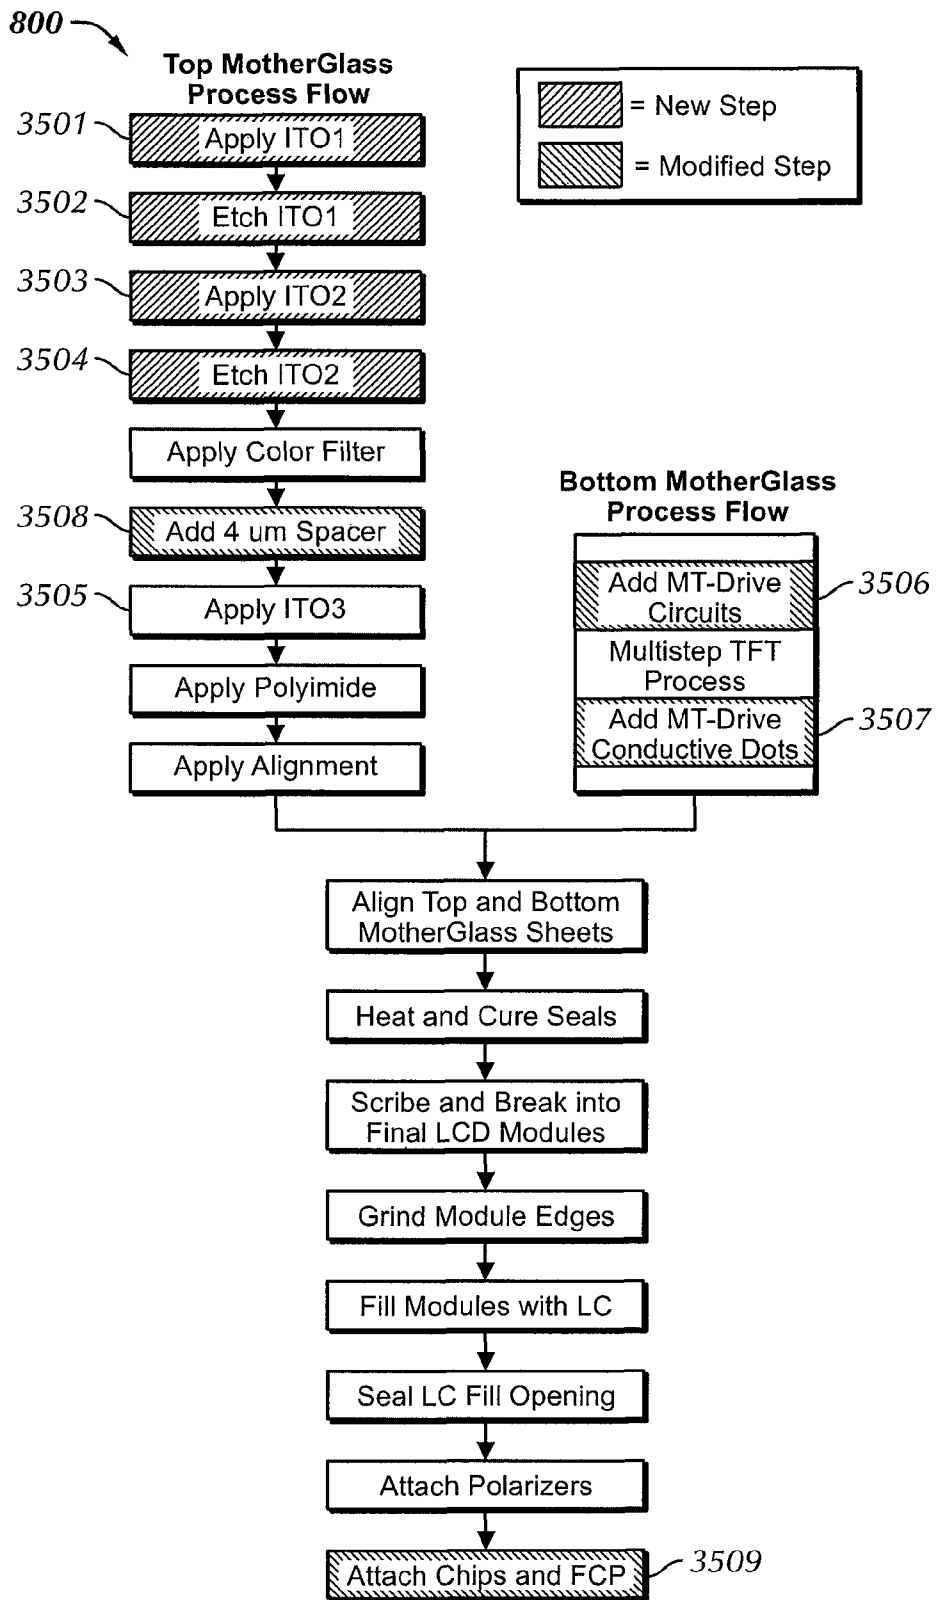 800
Top MotherGlass
Process Flow
3501
Apply ITO1
= New Step
= Modified Step
3502
Etch ITO1
3503
Apply ITO2
3504
Etch ITO2
Apply Color Filter
3508
Add 4 um Spacer
3505
Apply ITO3
Apply Polyimide
Apply Alignment
Bottom MotherGlass
Process Flow
Add MT-Drive
Circuits
3506
Multistep TFT
Process
Add MT-Drive
Conductive Dots
3507
Align Top and Bottom
MotherGlass Sheets
Heat and Cure Seals
Scribe and Break into
Final LCD Modules
Grind Module Edges
Fill Modules with LC
Seal LC Fill Opening
Attach Polarizers
Attach Chips and FCP
3509